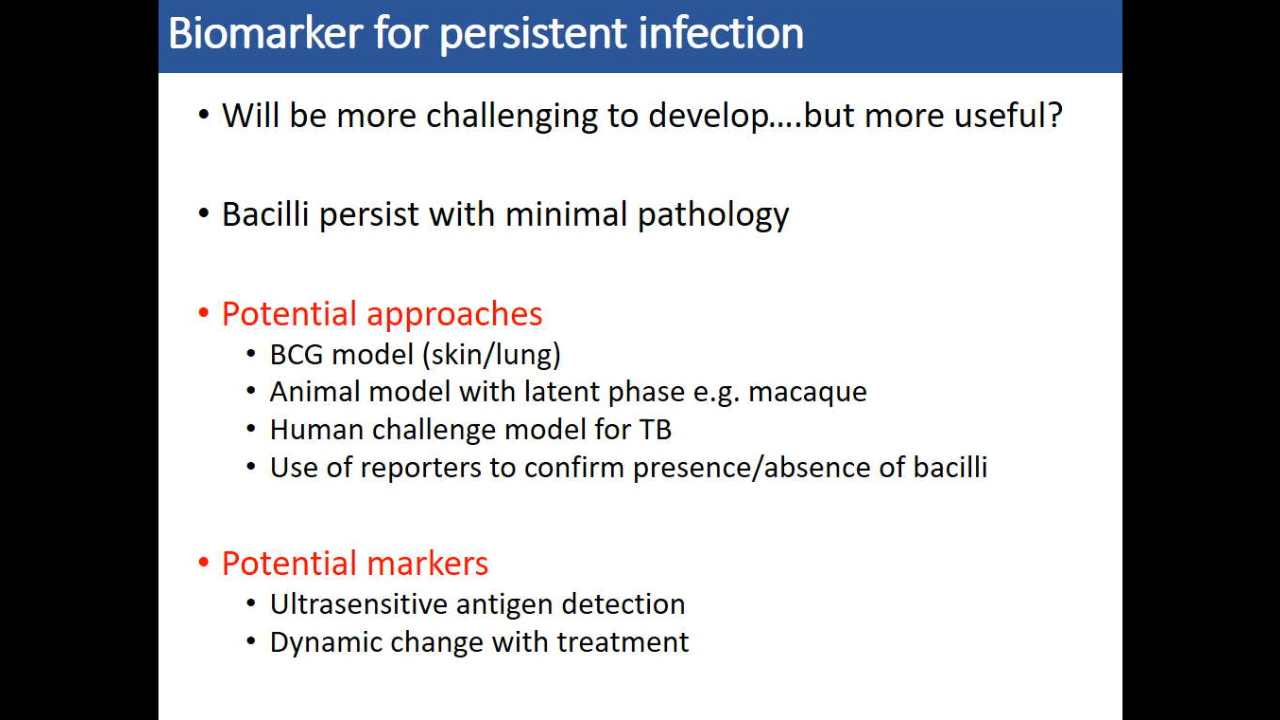 Biomarker for persistent infection
• Will be more challenging to develop....but more useful?
• Bacilli persist with minimal pathology
• Potential approaches
• BCG model (skin/lung)
• Animal model with latent phase e.g. macaque
• Human challenge model for TB
• Use of reporters to confirm presence/absence of bacilli
• Potential markers
• Ultrasensitive antigen detection
• Dynamic change with treatment